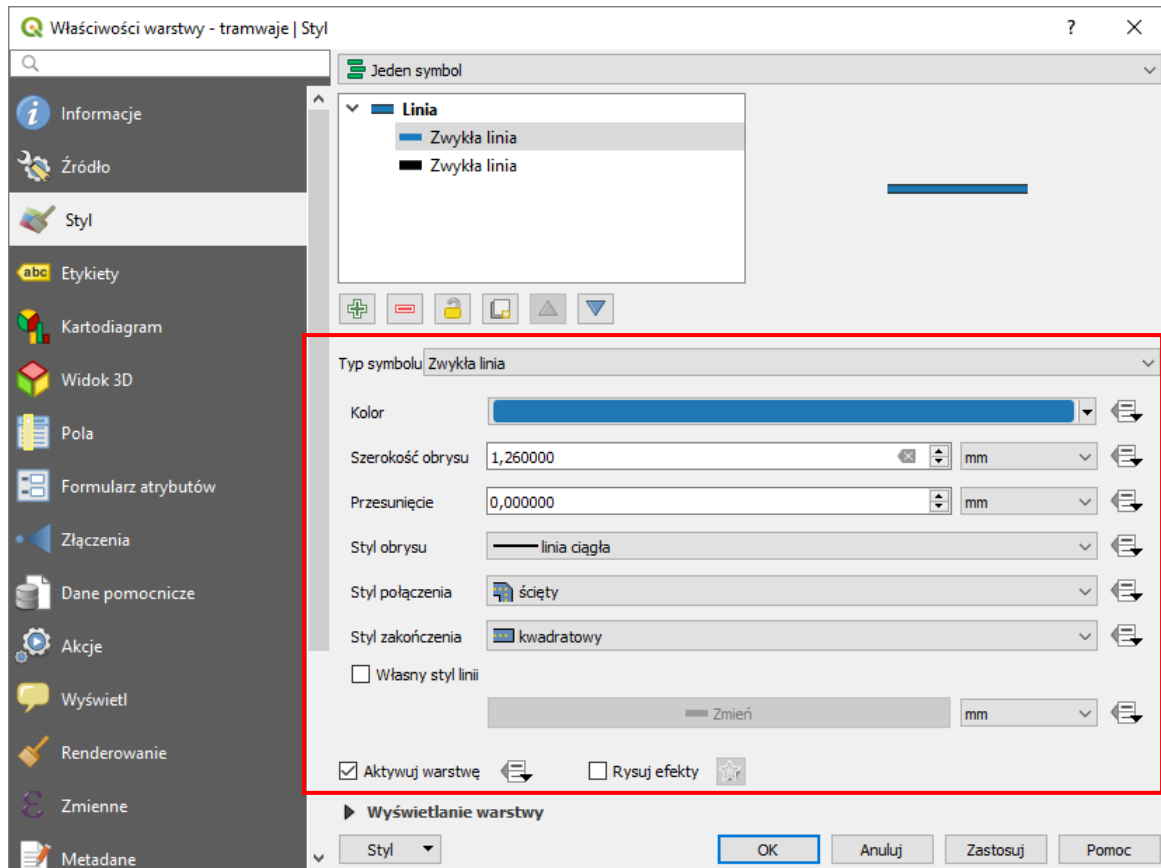 Właściwości warstwy - tramwaje | Styl
?
Jeden symbol
Informacje
Źródło
Styl
Etykiety
Kartodiagram
Widok 3D
Pola
Formularz atrybutów
Złączenia
Dane pomocnicze
Akcje
Wyświetl
Renderowanie
Zmienne
Metadane
abc
Linia
Zwykła linia
Zwykła linia
Typ symbolu Zwykła linia
Kolor
Szerokość obrysu 1,260000 mm
Przesunięcie 0,000000 mm
Styl obrysu linia ciągła
Styl połączenia ścięty
Styl zakończenia kwadratowy
Własny styl linii
Zmień mm
Aktywuj warstwę Rysuj efekty
Wyświetlanie warstwy
Styl OK Anuluj Zastosuj Pomoc